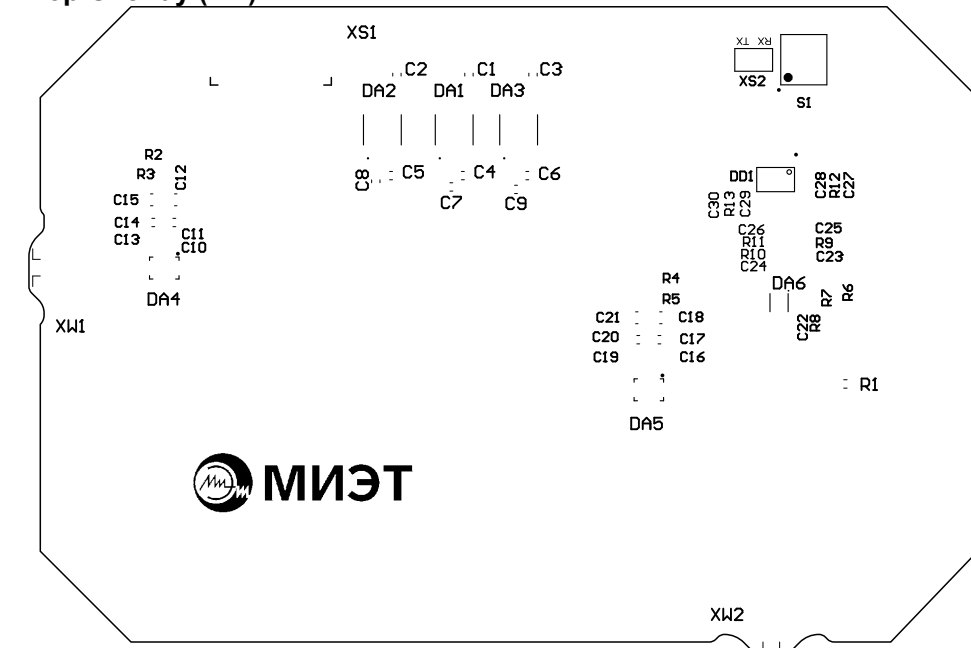 XS1
TX RX
C2 C1 C3
DA2 DA1 DA3
XS2
S1
R2
R3
C12
C8 C5 C4 C6
C7 C9
DD1
C28
R12
C27
C15
C30
R13
C29
C14
C13
C11
C10
C26
R11
R10
C24
C25
R9
C23
DA4
R4
R5
DA6
R7
R6
XW1
C21 C18
C20 C17
C19 C16
C22
R8
R1
DA5
МИЭТ
XW2